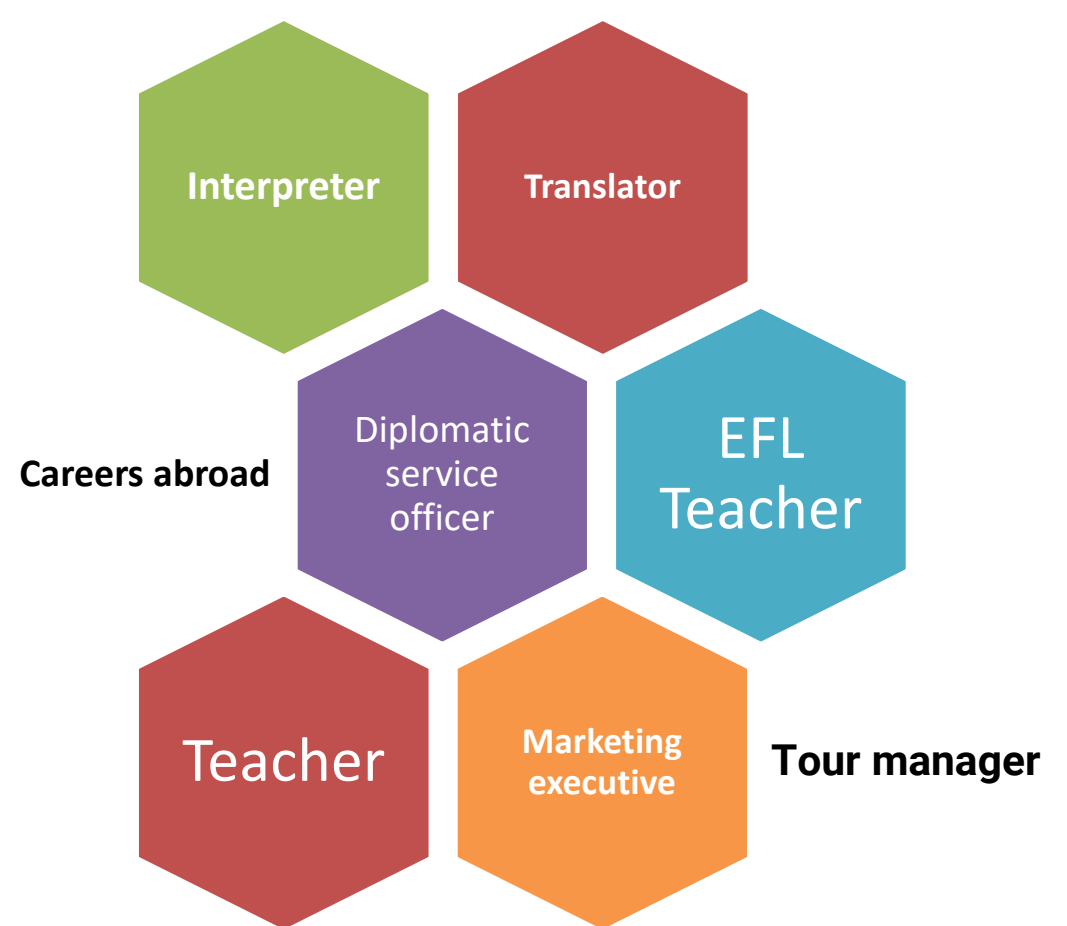 Interpreter
Translator
Careers abroad
Diplomatic
service
officer
EFL
Teacher
Teacher
Marketing
executive
Tour manager